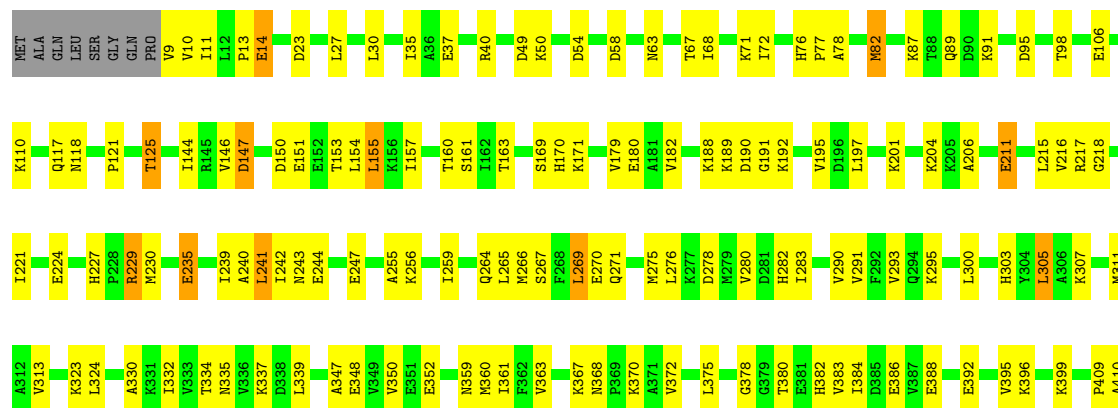 MET ALA GLN LEU SER GLY GLN PRO V9 V10 I11 L12 P13 E14 D23 L27 L30 I35 A36 E37 R40 D49 K50 D54 D58 N63 T67 I68 K71 I72 H76 P77 A78 M82 K87 T88 Q89 D90 K91 D95 T98 E106
K110 Q117 N118 P121 T125 I144 R145 V146 D147 D150 E151 E152 T153 L154 L155 K156 I157 T160 S161 I162 T163 S169 H170 K171 V179 E180 A181 V182 K188 K189 D190 G191 K192 V195 D196 L197 K201 K204 K205 A206 E211 L215 V216 R217 G218
I221 E224 H227 P228 R229 M230 E235 I239 A240 L241 I242 N243 E244 E247 A255 K256 I259 Q264 L265 M266 S267 F268 L269 E270 Q271 M275 L276 K277 D278 M279 V280 D281 H282 I283 V290 V291 F292 V293 Q294 K295 L300 H303 Y304 L305 A306 K307 M311
A312 V313 K323 L324 A330 K331 I332 V333 T334 N335 V336 K337 D338 L339 A347 E348 V349 V350 E351 E352 N359 M360 I361 F362 V363 K367 N368 P369 K370 A371 V372 L375 G378 G379 T380 E381 H382 V383 I384 D385 E386 V387 E388 E392 V395 K396 K399 P409 A410